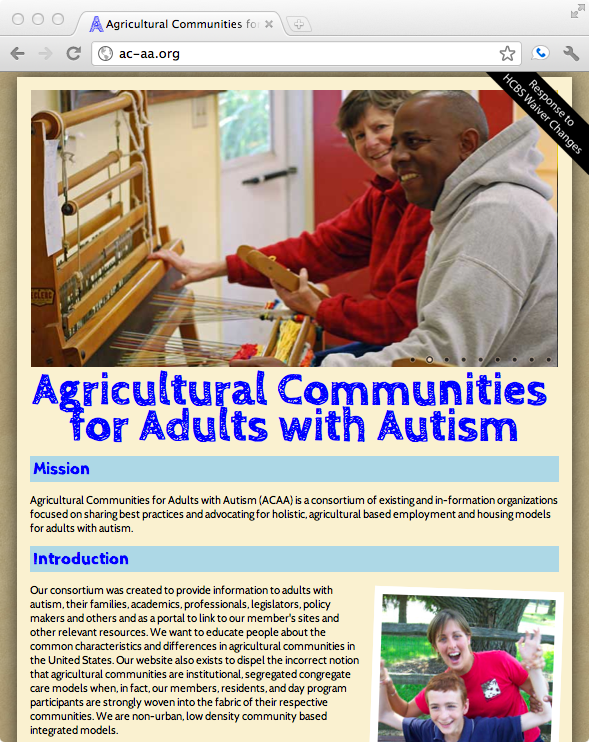 Agricultural Communities fo
ac-aa.org
Response to
HCBS Waiver Changes
Agricultural Communities
for Adults with Autism
Mission
Agricultural Communities for Adults with Autism (ACAA) is a consortium of existing and in-formation organizations
focused on sharing best practices and advocating for holistic, agricultural based employment and housing models
for adults with autism.
Introduction
Our consortium was created to provide information to adults with
autism, their families, academics, professionals, legislators, policy
makers and others and as a portal to link to our member's sites and
other relevant resources. We want to educate people about the
common characteristics and differences in agricultural communities in
the United States. Our website also exists to dispel the incorrect notion
that agricultural communities are institutional, segregated congregate
care models when, in fact, our members, residents, and day program
participants are strongly woven into the fabric of their respective
communities. We are non-urban, low density community based
integrated models.